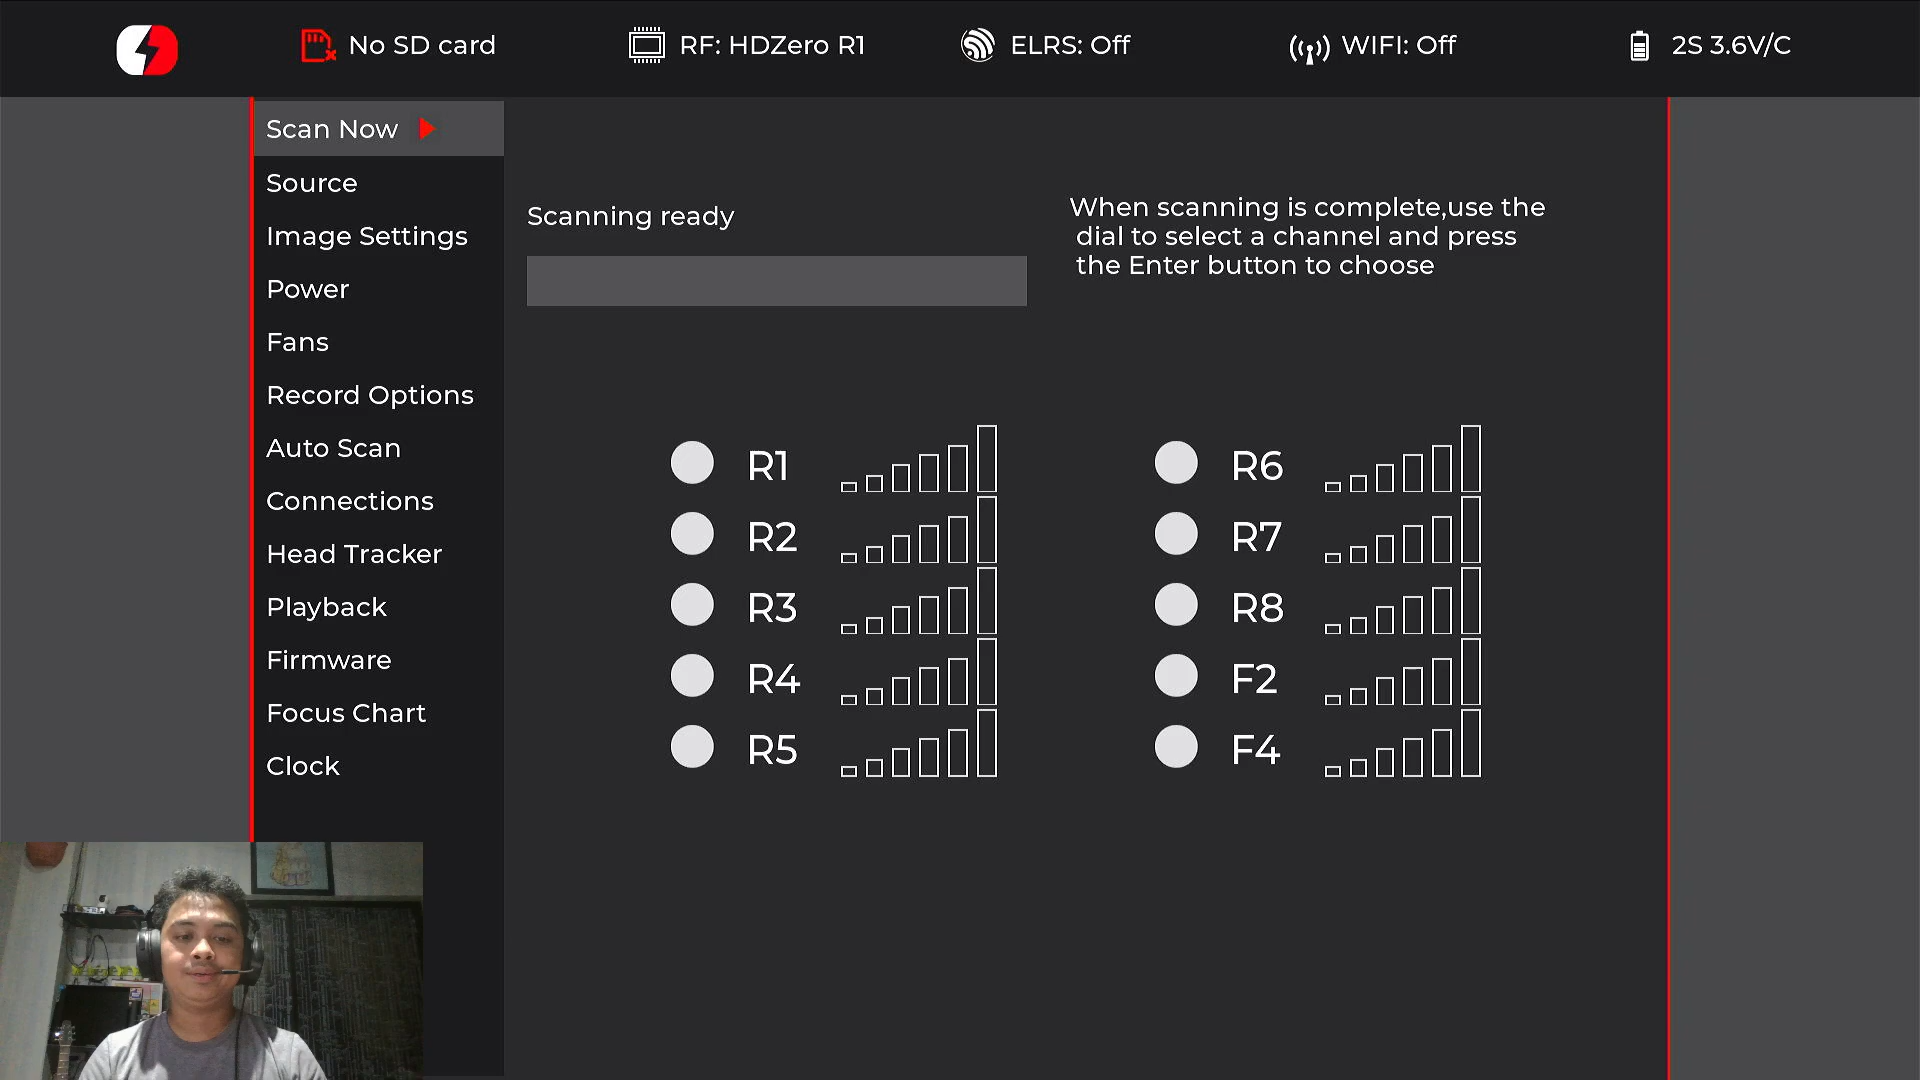 No SD card
RF: HDZero R1
ELRS: Off
WIFI: Off
2S 3.6V/C
Scan Now
Source
Image Settings
Power
Fans
Record Options
Auto Scan
Connections
Head Tracker
Playback
Firmware
Focus Chart
Clock
Scanning ready
When scanning is complete,use the
dial to select a channel and press
the Enter button to choose
R1
R2
R3
R4
R5
R6
R7
R8
F2
F4